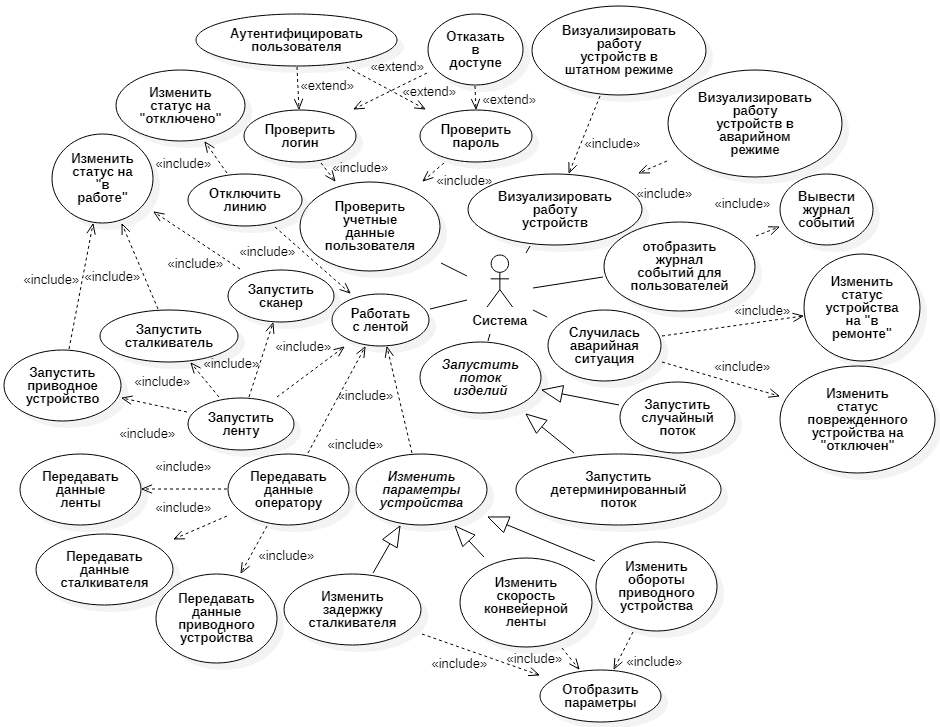 Аутентифицировать
пользователя
Отказать
в
доступе
Визуализировать
работу
устройств в
штатном режиме
«extend»
«extend»
«extend»
«extend»
Изменить
статус на
"отключено"
Проверить
логин
Проверить
пароль
Визуализировать
работу
устройств в
аварийном
режиме
«include»
Изменить
статус на
"в
работе"
«include»
«include»
«include»
«include»
«include»
Отключить
линию
Проверить
учетные
данные
пользователя
Визуализировать
работу
устройств
Вывести
журнал
событий
«include»
«include»
«include»
отобразить
журнал
событий для
пользователей
«include»
«include»
Запустить
сканер
Работать
с лентой
Система
Изменить
статус
устройства
на "в
ремонте"
«include»
Запустить
сталкиватель
«include»
Случилась
аварийная
ситуация
Запустить
приводное
устройство
«include»
«include»
Запустить
поток
изделий
«include»
«include»
Запустить
ленту
Запустить
случайный
поток
Изменить
статус
поврежденного
устройства на
"отключен"
«include»
«include»
Передавать
данные
ленты
«include»
«include»
Передавать
данные
оператору
Изменить
параметры
устройства
Запустить
детерминированный
поток
Передавать
данные
сталкивателя
«include»
Передавать
данные
приводного
устройства
Изменить
задержку
сталкивателя
Изменить
скорость
конвейерной
ленты
Изменить
обороты
приводного
устройства
«include»
«include»
«include»
Отобразить
параметры